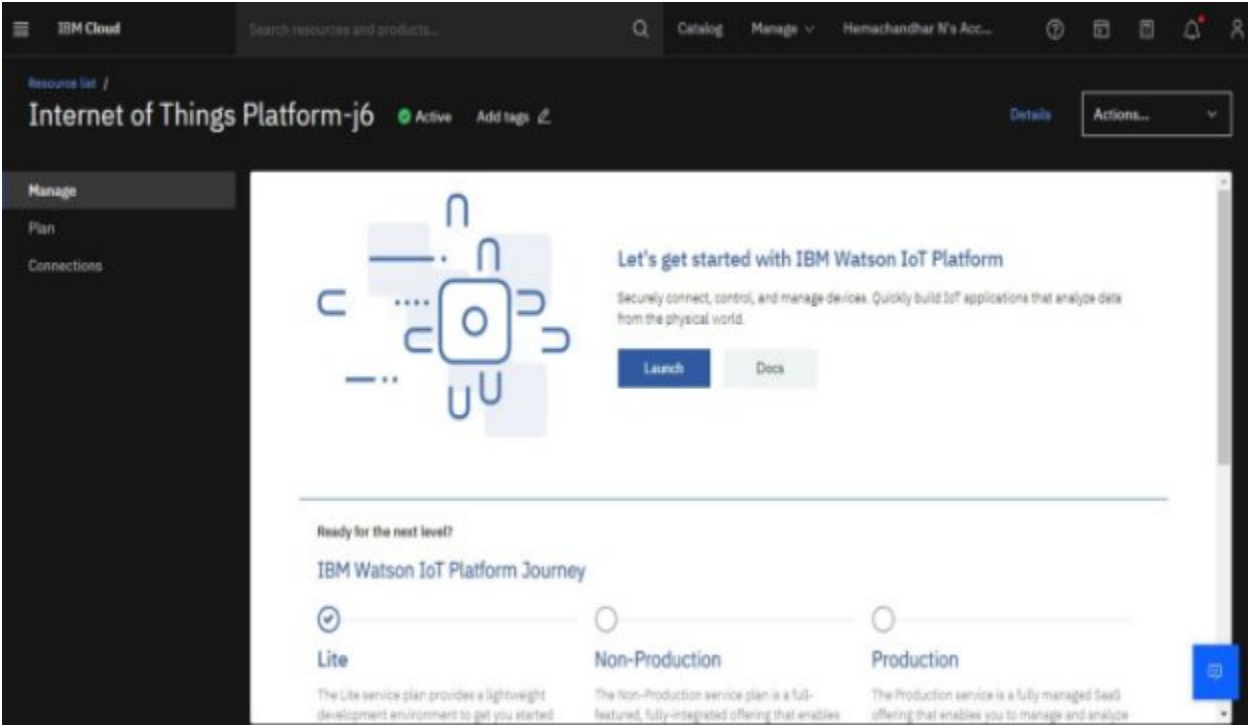 IBM Cloud
Search resources and products...
Catalog
Manage
Hemachandhar N's Acc...
Resource list /
Internet of Things Platform-j6
Active
Add tags
Details
Actions...
Manage
Plan
Connections
Let's get started with IBM Watson IoT Platform
Securely connect, control, and manage devices. Quickly build IoT applications that analyze data
from the physical world.
Launch
Docs
Ready for the next level?
IBM Watson IoT Platform Journey
Lite
Non-Production
Production
The Lite service plan provides a lightweight
development environment to get you started
The Non-Production service plan is a full-
featured, fully-integrated offering that enables
The Production service is a fully managed SaaS
offering that enables you to manage and analyze